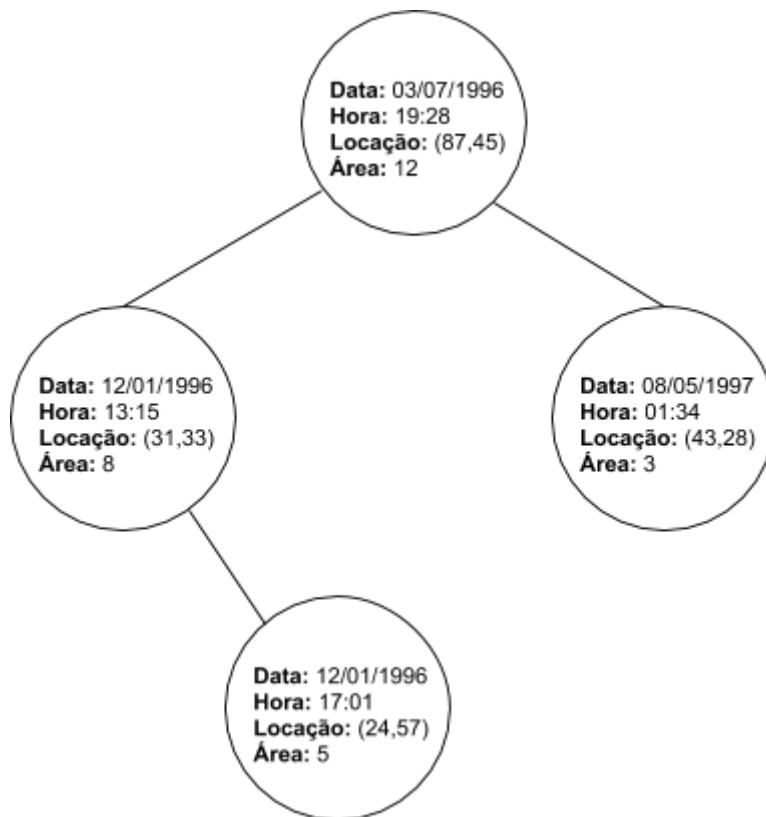 Data: 03/07/1996
Hora: 19:28
Locação: (87,45)
Área: 12
Data: 12/01/1996
Hora: 13:15
Locação: (31,33)
Área: 8
Data: 08/05/1997
Hora: 01:34
Locação: (43,28)
Área: 3
Data: 12/01/1996
Hora: 17:01
Locação: (24,57)
Área: 5